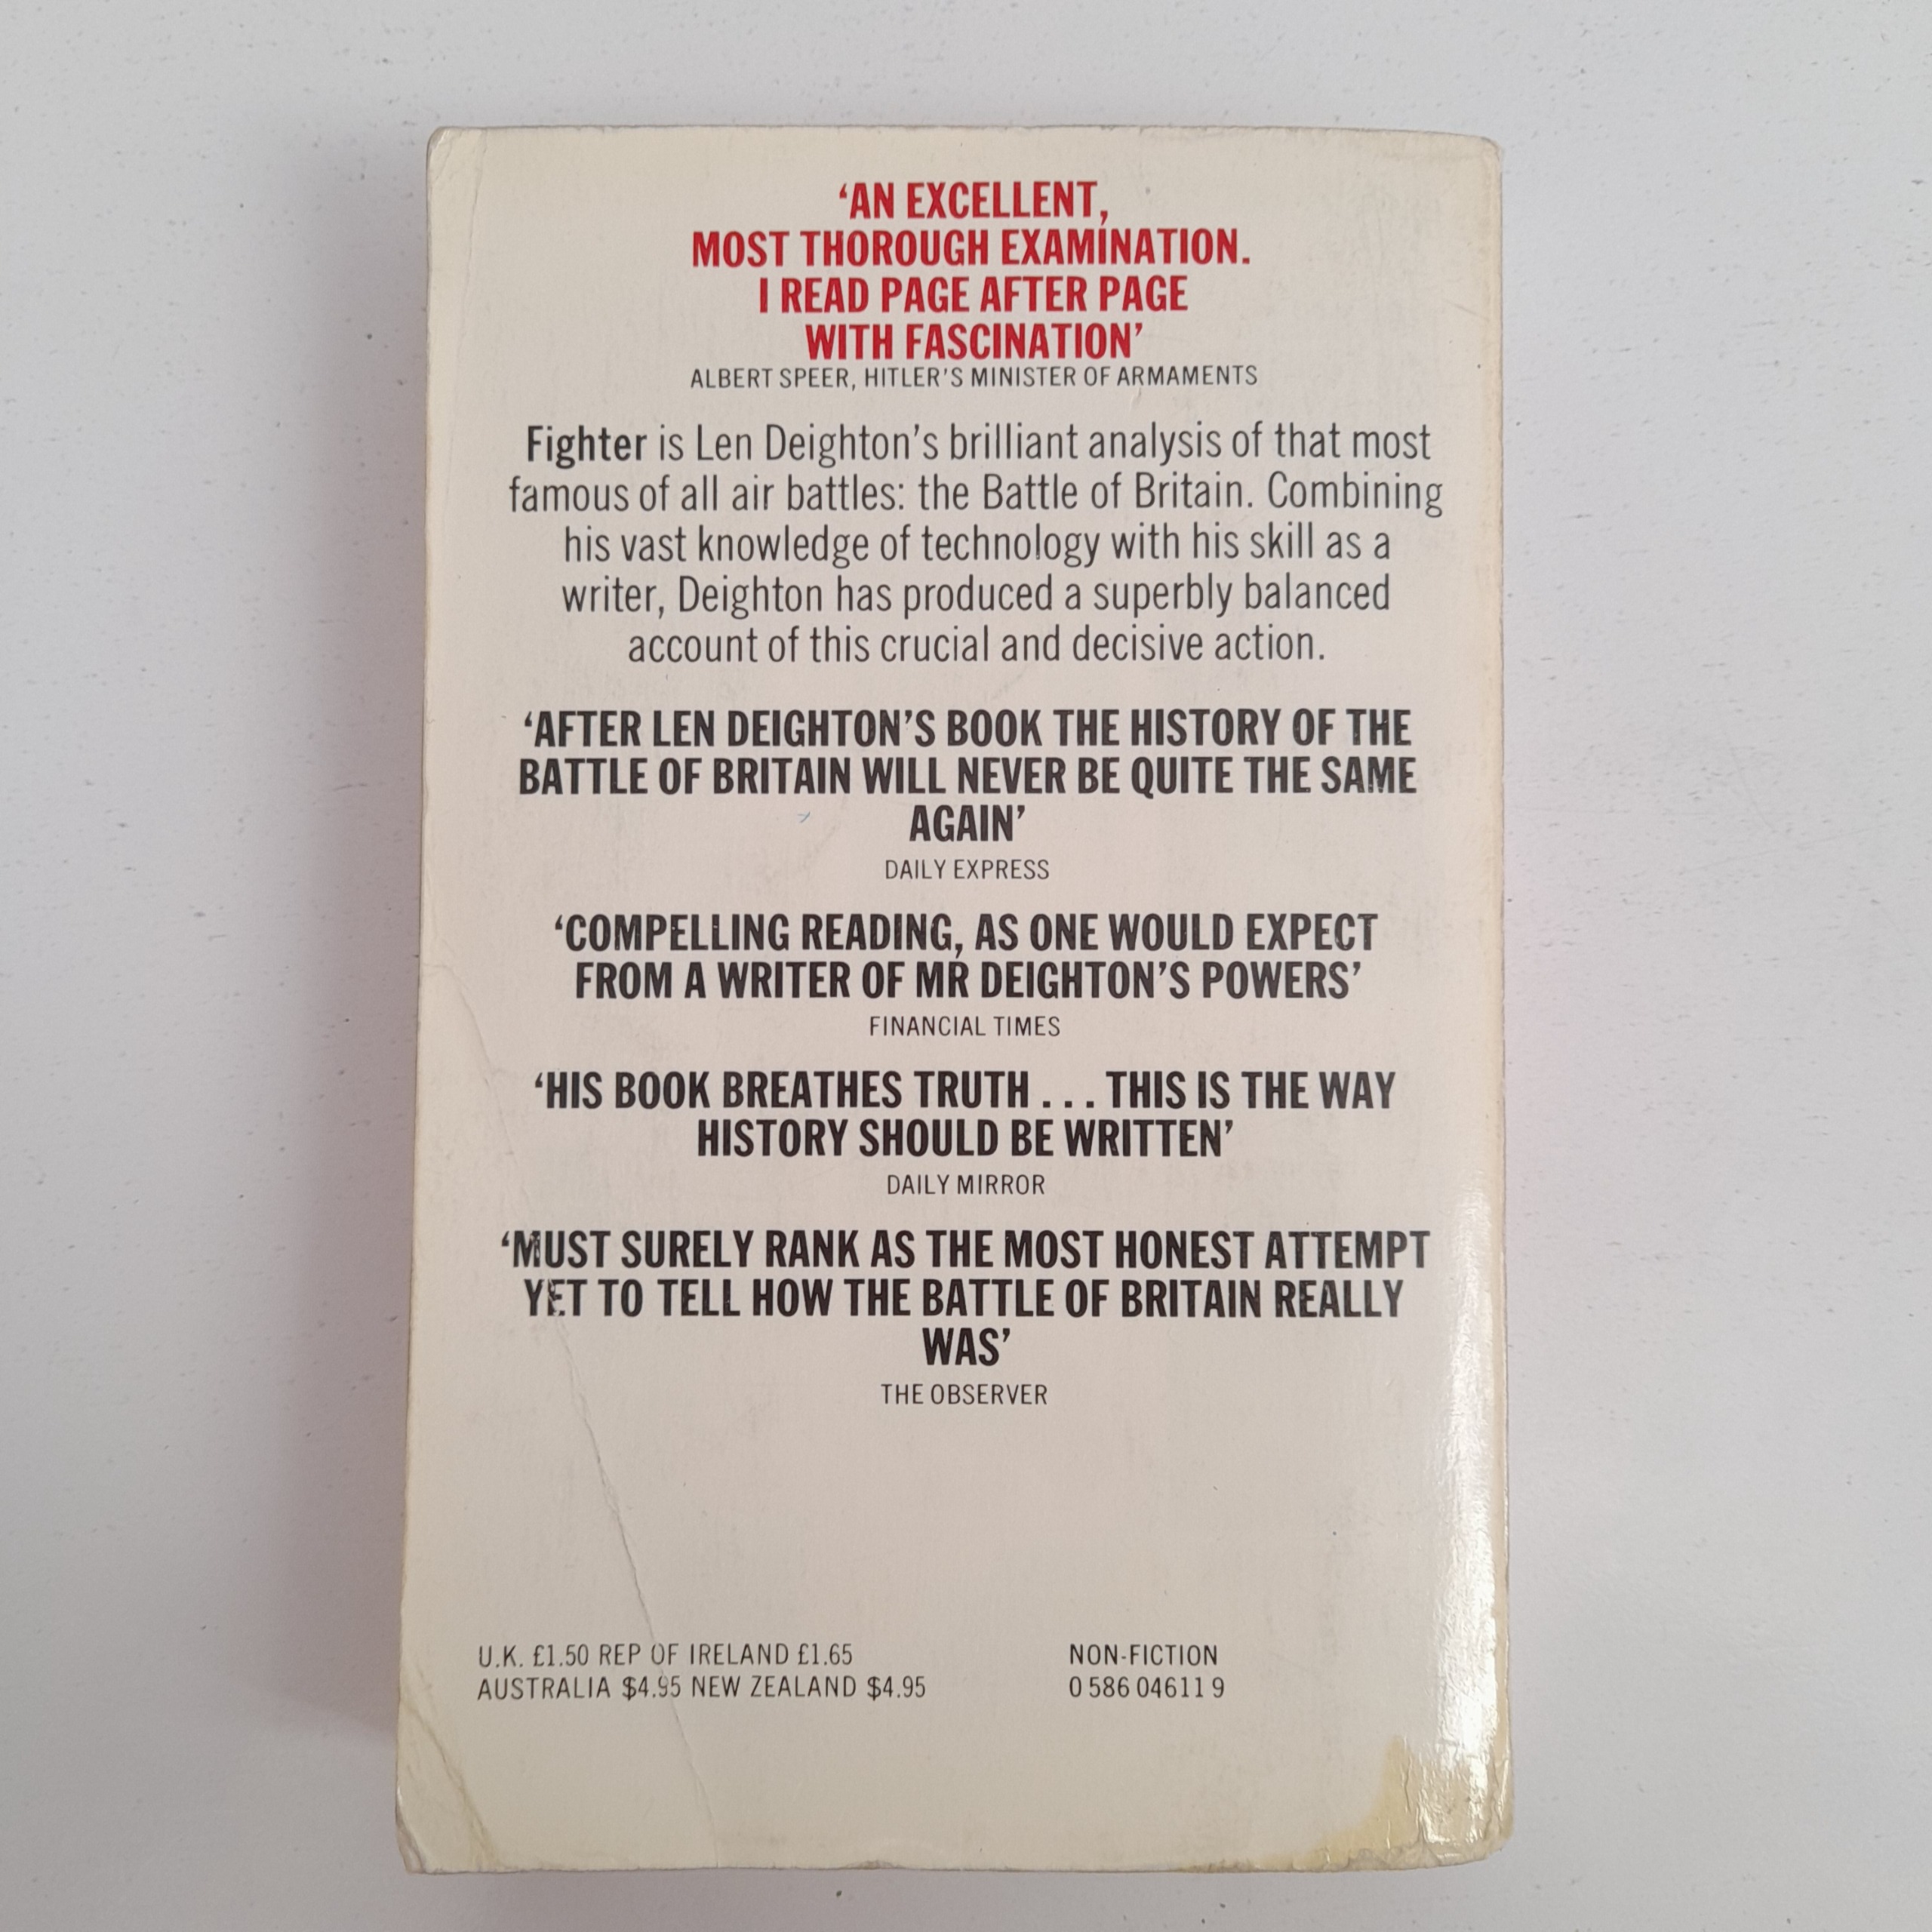 ‘AN EXCELLENT,
MOST THOROUGH EXAMINATION.
I READ PAGE AFTER PAGE
WITH FASCINATION’
ALBERT SPEER, HITLER’S MINISTER OF ARMAMENTS
Fighter is Len Deighton’s brilliant analysis of that most
famous of all air battles: the Battle of Britain. Combining
his vast knowledge of technology with his skill as a
writer, Deighton has produced a superbly balanced
account of this crucial and decisive action.
‘AFTER LEN DEIGHTON’S BOOK THE HISTORY OF THE
BATTLE OF BRITAIN WILL NEVER BE QUITE THE SAME
AGAIN’
DAILY EXPRESS
‘COMPELLING READING, AS ONE WOULD EXPECT
FROM A WRITER OF MR DEIGHTON’S POWERS’
FINANCIAL TIMES
‘HIS BOOK BREATHES TRUTH . . . THIS IS THE WAY
HISTORY SHOULD BE WRITTEN’
DAILY MIRROR
‘MUST SURELY RANK AS THE MOST HONEST ATTEMPT
YET TO TELL HOW THE BATTLE OF BRITAIN REALLY
WAS’
THE OBSERVER
U.K. £1.50 REP OF IRELAND £1.65
AUSTRALIA $4.95 NEW ZEALAND $4.95
NON-FICTION
0 586 04611 9